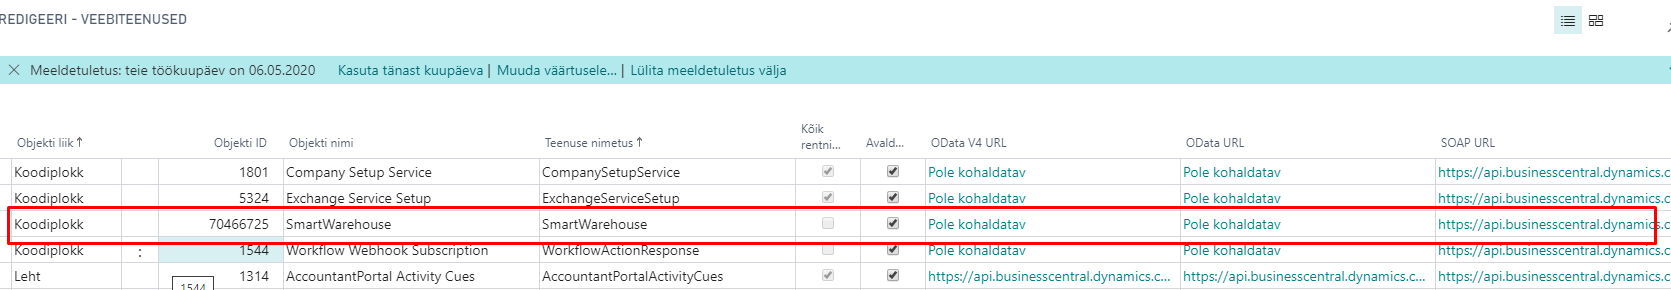 REDIGEERI - VEEBITEENUSED
Meeldetuletus: teie töökuupäev on 06.05.2020 Kasuta tänast kuupäeva | Muuda väärtusele... | Lülita meeldetuletus välja
Objekti liik ↑ Objekti ID Objekti nimi Teenuse nimetus ↑ Kõik rentni... Avald... OData V4 URL OData URL SOAP URL
Koodiplokk 1801 Company Setup Service CompanySetupService Pole kohaldatav Pole kohaldatav https://api.businesscentral.dynamics.c
Koodiplokk 5324 Exchange Service Setup ExchangeServiceSetup Pole kohaldatav Pole kohaldatav https://api.businesscentral.dynamics.c
Koodiplokk 70466725 SmartWarehouse SmartWarehouse Pole kohaldatav Pole kohaldatav https://api.businesscentral.dynamics.c
Koodiplokk : 1544 Workflow Webhook Subscription WorkflowActionResponse Pole kohaldatav Pole kohaldatav https://api.businesscentral.dynamics.c
Leht 1314 AccountantPortal Activity Cues AccountantPortalActivityCues https://api.businesscentral.dynamics.c... https://api.businesscentral.dynamics.c... https://api.businesscentral.dynamics.c
1544